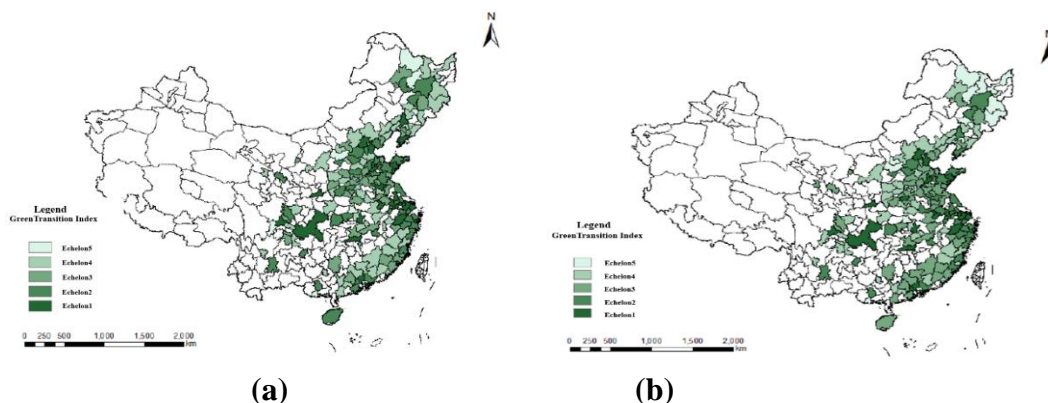 N
Legend
GreenTransition Index
Echelon5
Echelon4
Echelon3
Echelon2
Echelon1
0 250 500 1,000 1,500 2,000
km
(a)
N
Legend
GreenTransition Index
Echelon5
Echelon4
Echelon3
Echelon2
Echelon1
0 250 500 1,000 1,500 2,000
km
(b)